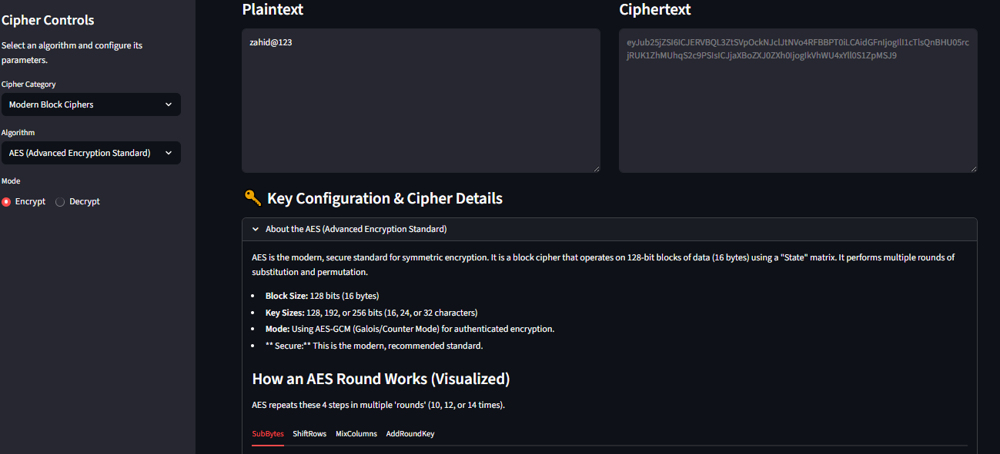 Cipher Controls
Select an algorithm and configure its
parameters.
Cipher Category
Modern Block Ciphers
Algorithm
AES (Advanced Encryption Standard)
Mode
Encrypt
Decrypt
Plaintext
zahid@123
Ciphertext
Key Configuration & Cipher Details
About the AES (Advanced Encryption Standard)
AES is the modern, secure standard for symmetric encryption. It is a block cipher that operates on 128-bit blocks of data (16 bytes) using a "State" matrix. It performs multiple rounds of
substitution and permutation.
• Block Size: 128 bits (16 bytes)
• Key Sizes: 128, 192, or 256 bits (16, 24, or 32 characters)
• Mode: Using AES-GCM (Galois/Counter Mode) for authenticated encryption.
• ** Secure:** This is the modern, recommended standard.
How an AES Round Works (Visualized)
AES repeats these 4 steps in multiple 'rounds' (10, 12, or 14 times).
SubBytes
ShiftRows
MixColumns
AddRoundKey